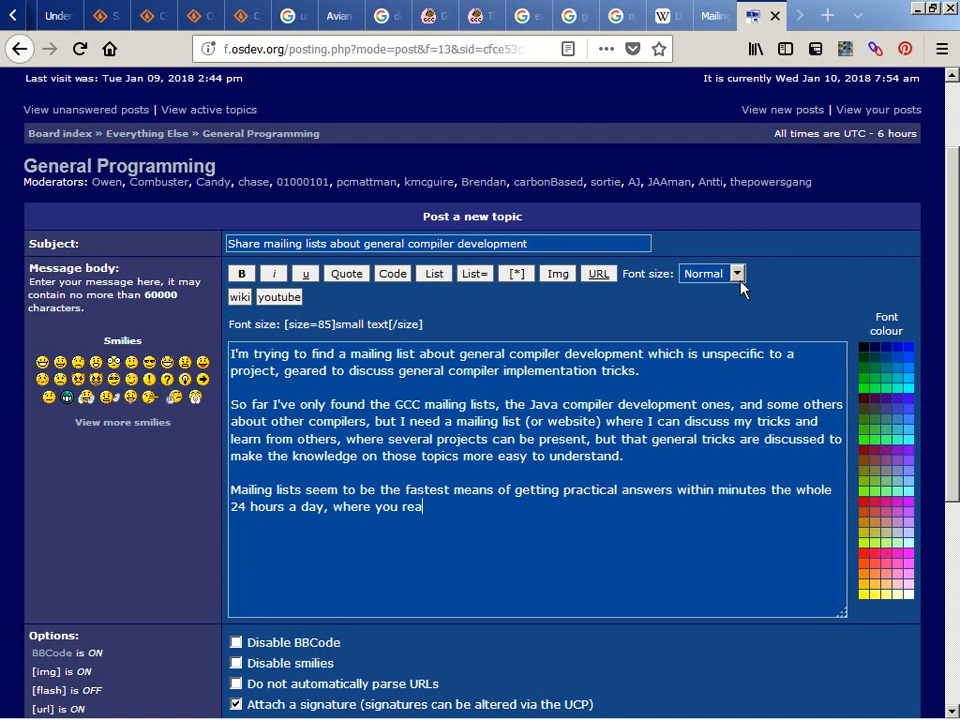 Unde
Avian
G
Mailing
f.osdev.org/posting.php?mode=post&f=13&sid=cfce53c
Last visit was: Tue Jan 09, 2018 2:44 pm
It is currently Wed Jan 10, 2018 7:54 am
View unanswered posts | View active topics
View new posts | View your posts
Board index » Everything Else » General Programming
All times are UTC - 6 hours
General Programming
Moderators: Owen, Combuster, Candy, chase, 01000101, pcmattman, kmcguire, Brendan, carbonBased, sortie, AJ, JAAman, Antti, thepowersgang
Post a new topic
Subject:
Share mailing lists about general compiler development
Message body:
Enter your message here, it may
contain no more than 60000
characters.
B i u Quote Code List List= [*] Img URL Font size: Normal
wiki youtube
Font size: [size=85]small text[/size]
Font
colour
Smilies
View more smilies
I'm trying to find a mailing list about general compiler development which is unspecific to a
project, geared to discuss general compiler implementation tricks.
So far I've only found the GCC mailing lists, the Java compiler development ones, and some others
about other compilers, but I need a mailing list (or website) where I can discuss my tricks and
learn from others, where several projects can be present, but that general tricks are discussed to
make the knowledge on those topics more easy to understand.
Mailing lists seem to be the fastest means of getting practical answers within minutes the whole
24 hours a day, where you rea
Options:
BBCode is ON
[img] is ON
[flash] is OFF
[url] is ON
Disable BBCode
Disable smilies
Do not automatically parse URLs
Attach a signature (signatures can be altered via the UCP)